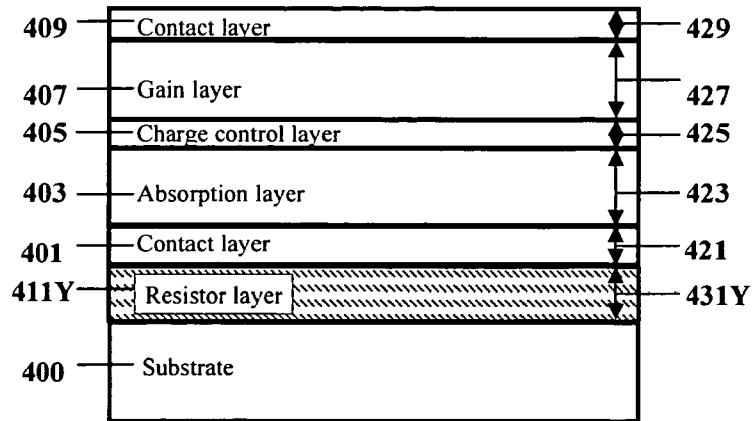 409 Contact layer 429
407 Gain layer 427
405 Charge control layer 425
403 Absorption layer 423
401 Contact layer 421
411Y Resistor layer 431Y
400 Substrate